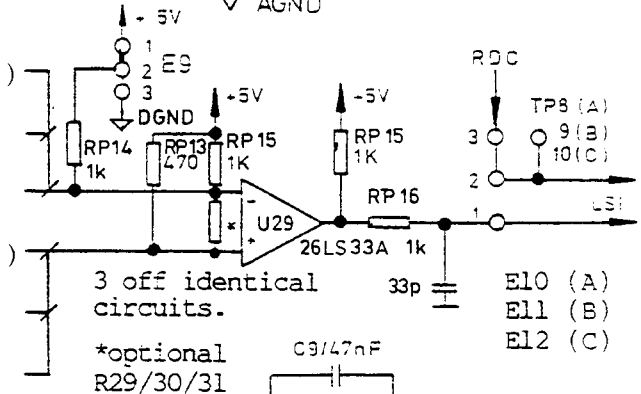 AGND
+ 5V
1
2 E9
3
DGND
RP14
1k
RP13
470
+5V
RP15
1K
*
-
+
U29
26LS33A
+5V
RP15
1K
RP16
1k
33p
RDC
3
2
1
TP8 (A)
9(B)
10(C)
LSI
E10 (A)
E11 (B)
E12 (C)
3 off identical
circuits.
*optional
R29/30/31
C9/47nF
)
)